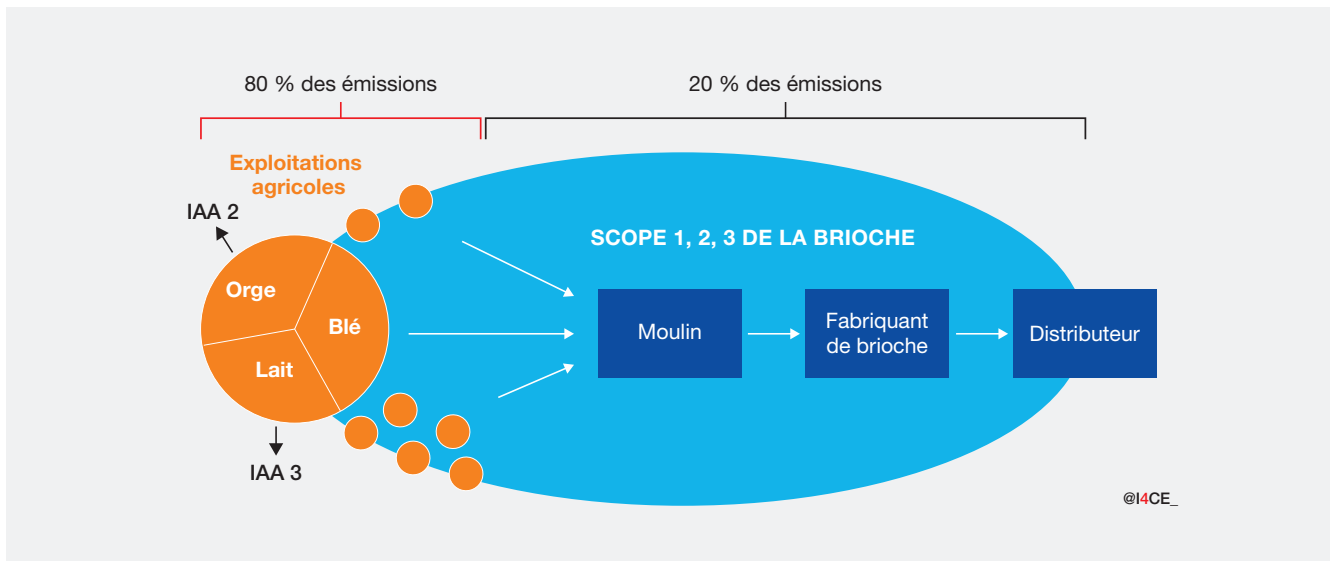 80 % des émissions
20 % des émissions
Exploitations
agricoles
IAA 2
SCOPE 1, 2, 3 DE LA BRIOCHE
Orge
Blé
Lait
Moulin
Fabriquant
de brioche
Distributeur
IAA 3
@I4CE_